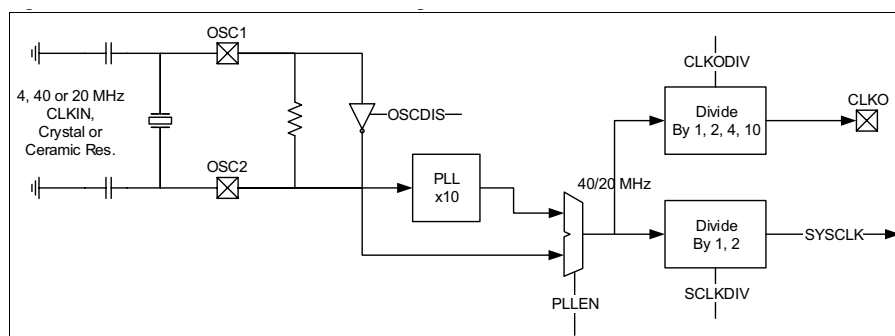 OSC1
4, 40 or 20 MHz
CLKIN,
Crystal or
Ceramic Res.
OSCDIS
OSC2
PLL
x10
40/20 MHz
PLLEN
CLKODIV
Divide
By 1, 2, 4, 10
CLKO
Divide
By 1, 2
SYSCLK
SCLKDIV